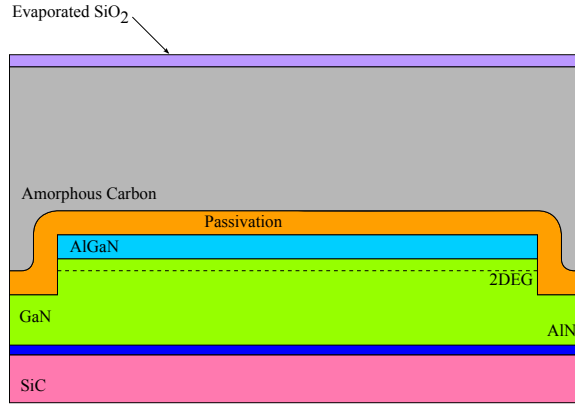 Evaporated SiO2
Amorphous Carbon
Passivation
AlGaN
2DEG
GaN
AlN
SiC